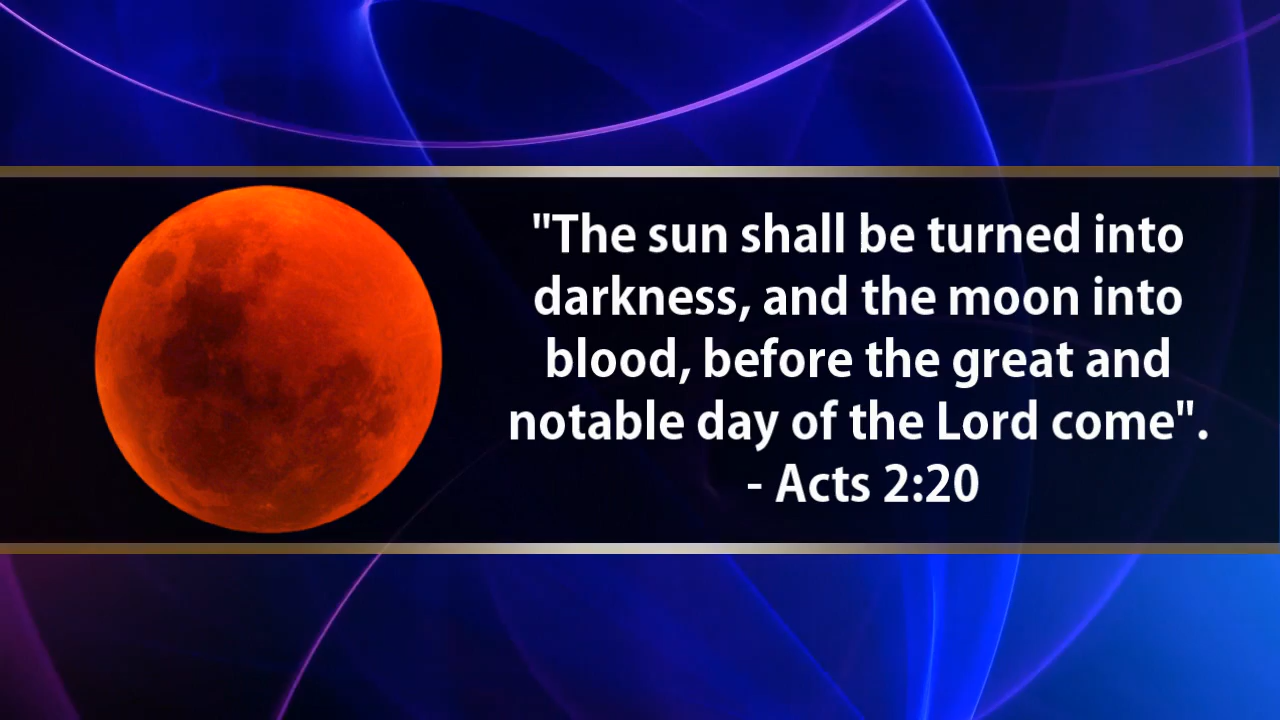 "The sun shall be turned into
darkness, and the moon into
blood, before the great and
notable day of the Lord come".
- Acts 2:20